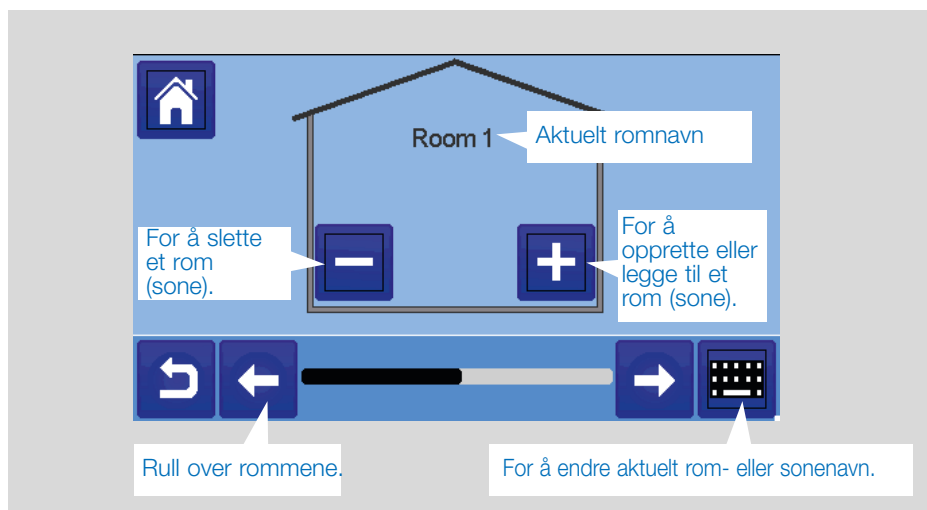 Room 1
Aktuelt romnavn
For å slette
et rom
(sone).
For å
opprette eller
legge til et
rom (sone).
Rull over rommene.
For å endre aktuelt rom- eller sonenavn.